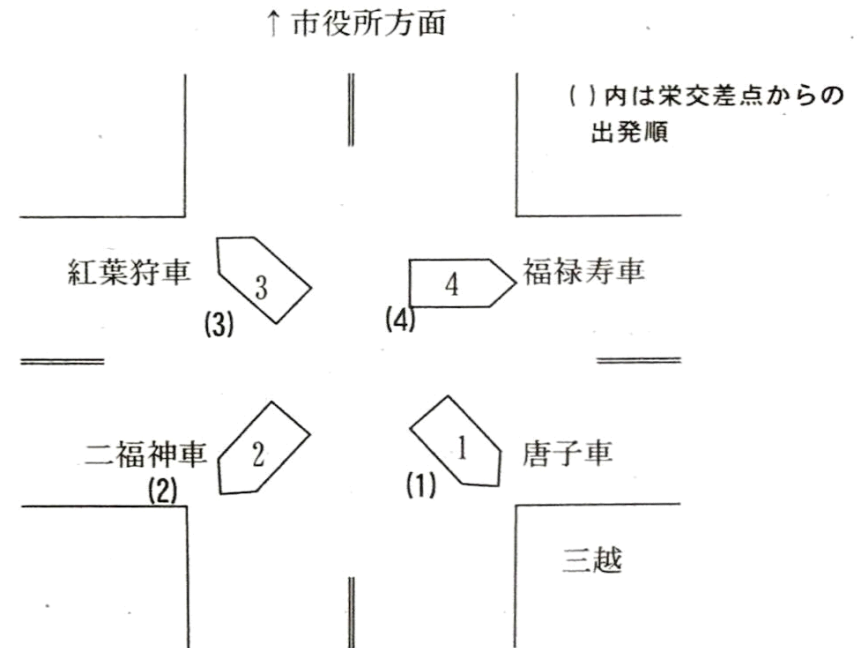 ↑市役所方面
( )内は栄交差点からの
出発順
紅葉狩車
3
(3)
4
(4)
福禄寿車
二福神車
2
(2)
1
(1)
唐子車
三越